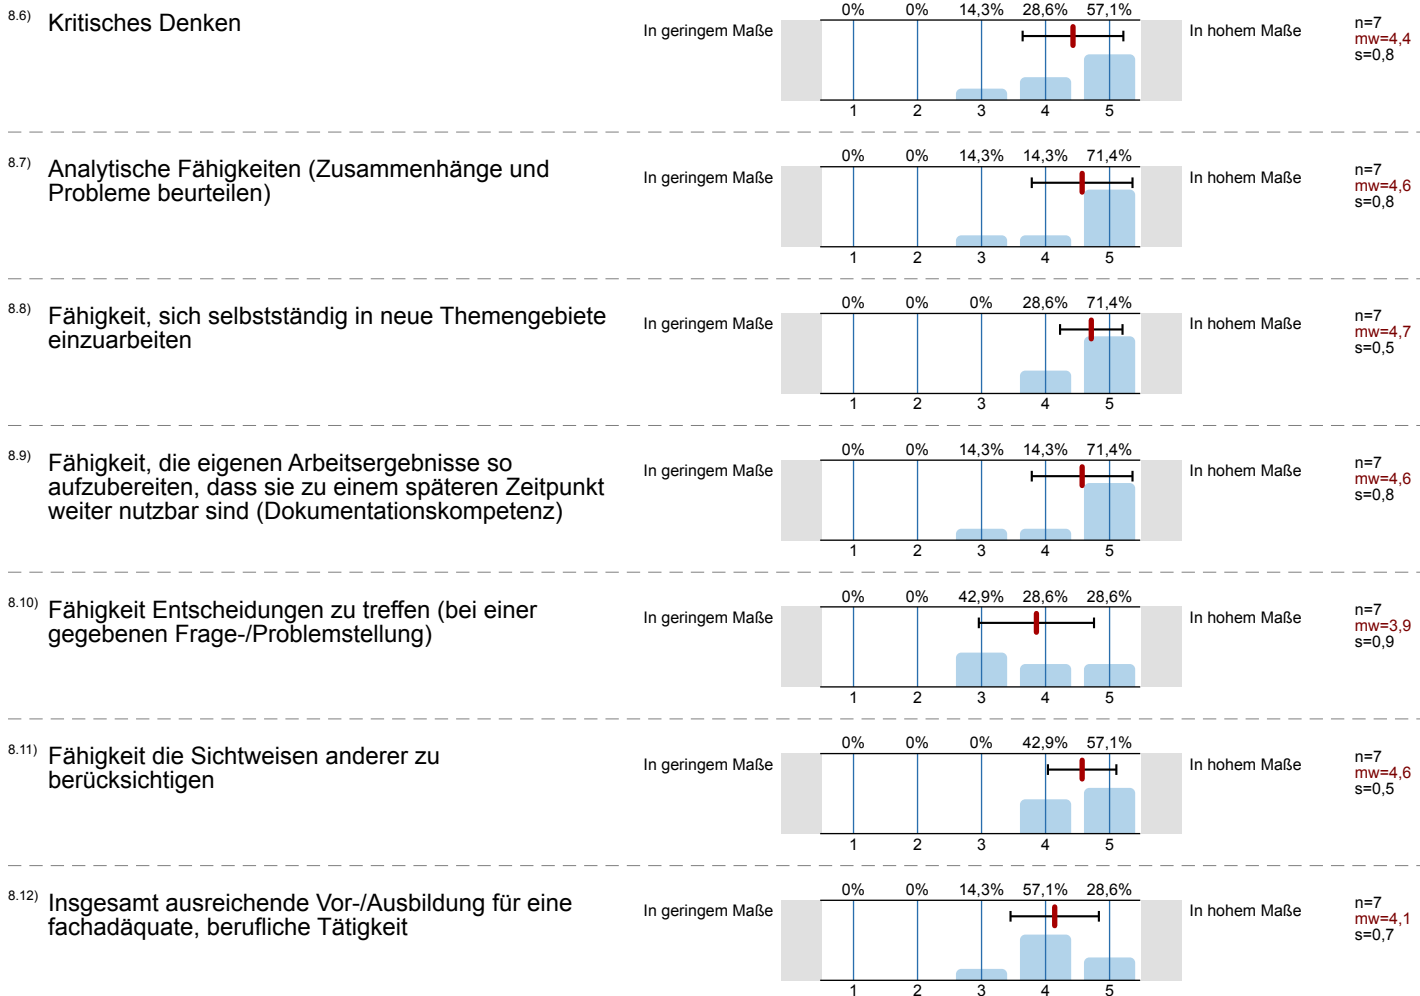 8.6) Kritisches Denken
In geringem Maße
0% 0% 14,3% 28,6% 57,1%
1 2 3 4 5
In hohem Maße
n=7
mw=4,4
s=0,8
8.7) Analytische Fähigkeiten (Zusammenhänge und
Probleme beurteilen)
In geringem Maße
0% 0% 14,3% 14,3% 71,4%
1 2 3 4 5
In hohem Maße
n=7
mw=4,6
s=0,8
8.8) Fähigkeit, sich selbstständig in neue Themengebiete
einzuarbeiten
In geringem Maße
0% 0% 0% 28,6% 71,4%
1 2 3 4 5
In hohem Maße
n=7
mw=4,7
s=0,5
8.9) Fähigkeit, die eigenen Arbeitsergebnisse so
aufzubereiten, dass sie zu einem späteren Zeitpunkt
weiter nutzbar sind (Dokumentationskompetenz)
In geringem Maße
0% 0% 14,3% 14,3% 71,4%
1 2 3 4 5
In hohem Maße
n=7
mw=4,6
s=0,8
8.10) Fähigkeit Entscheidungen zu treffen (bei einer
gegebenen Frage-/Problemstellung)
In geringem Maße
0% 0% 42,9% 28,6% 28,6%
1 2 3 4 5
In hohem Maße
n=7
mw=3,9
s=0,9
8.11) Fähigkeit die Sichtweisen anderer zu
berücksichtigen
In geringem Maße
0% 0% 0% 42,9% 57,1%
1 2 3 4 5
In hohem Maße
n=7
mw=4,6
s=0,5
8.12) Insgesamt ausreichende Vor-/Ausbildung für eine
fachadäquate, berufliche Tätigkeit
In geringem Maße
0% 0% 14,3% 57,1% 28,6%
1 2 3 4 5
In hohem Maße
n=7
mw=4,1
s=0,7